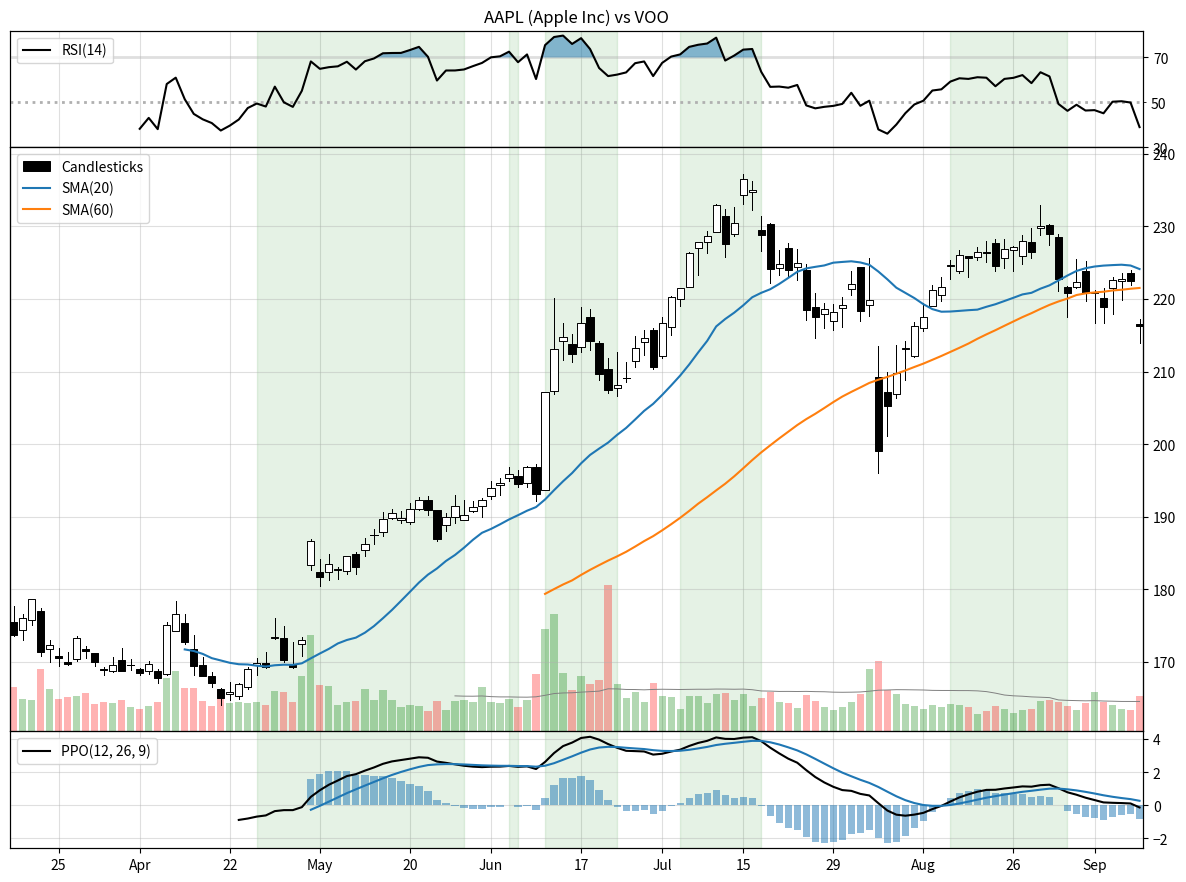 AAPL (Apple Inc) vs VOO
RSI(14)
70
50
30
Candlesticks
SMA(20)
SMA(60)
240
230
220
210
200
190
180
170
PPO(12, 26, 9)
4
2
0
−2
25 Apr 22 May 20 Jun 17 Jul 15 29 Aug 26 Sep